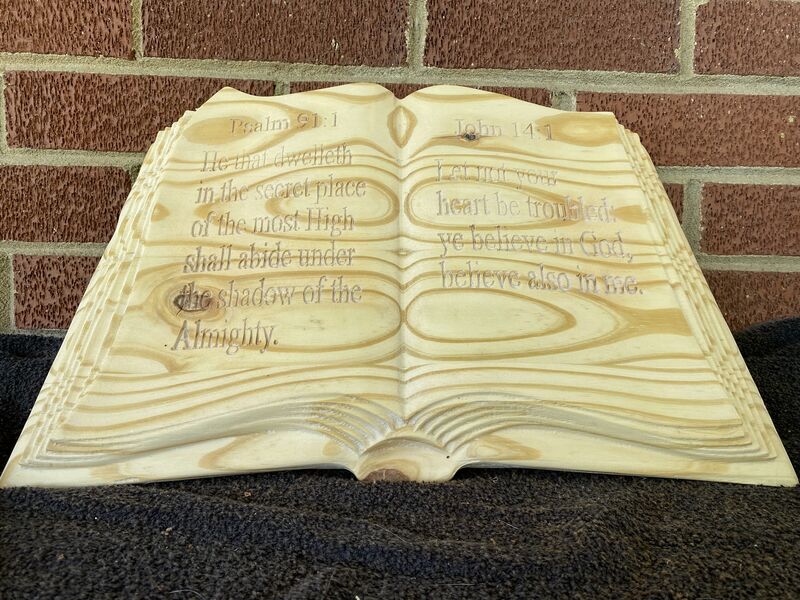 Psalm 91:1
He that dwelleth
in the secret place
of the most High
shall abide under
the shadow of the
Almighty.
John 14:1
Let not your
heart be troubled:
ye believe in God,
believe also in me.